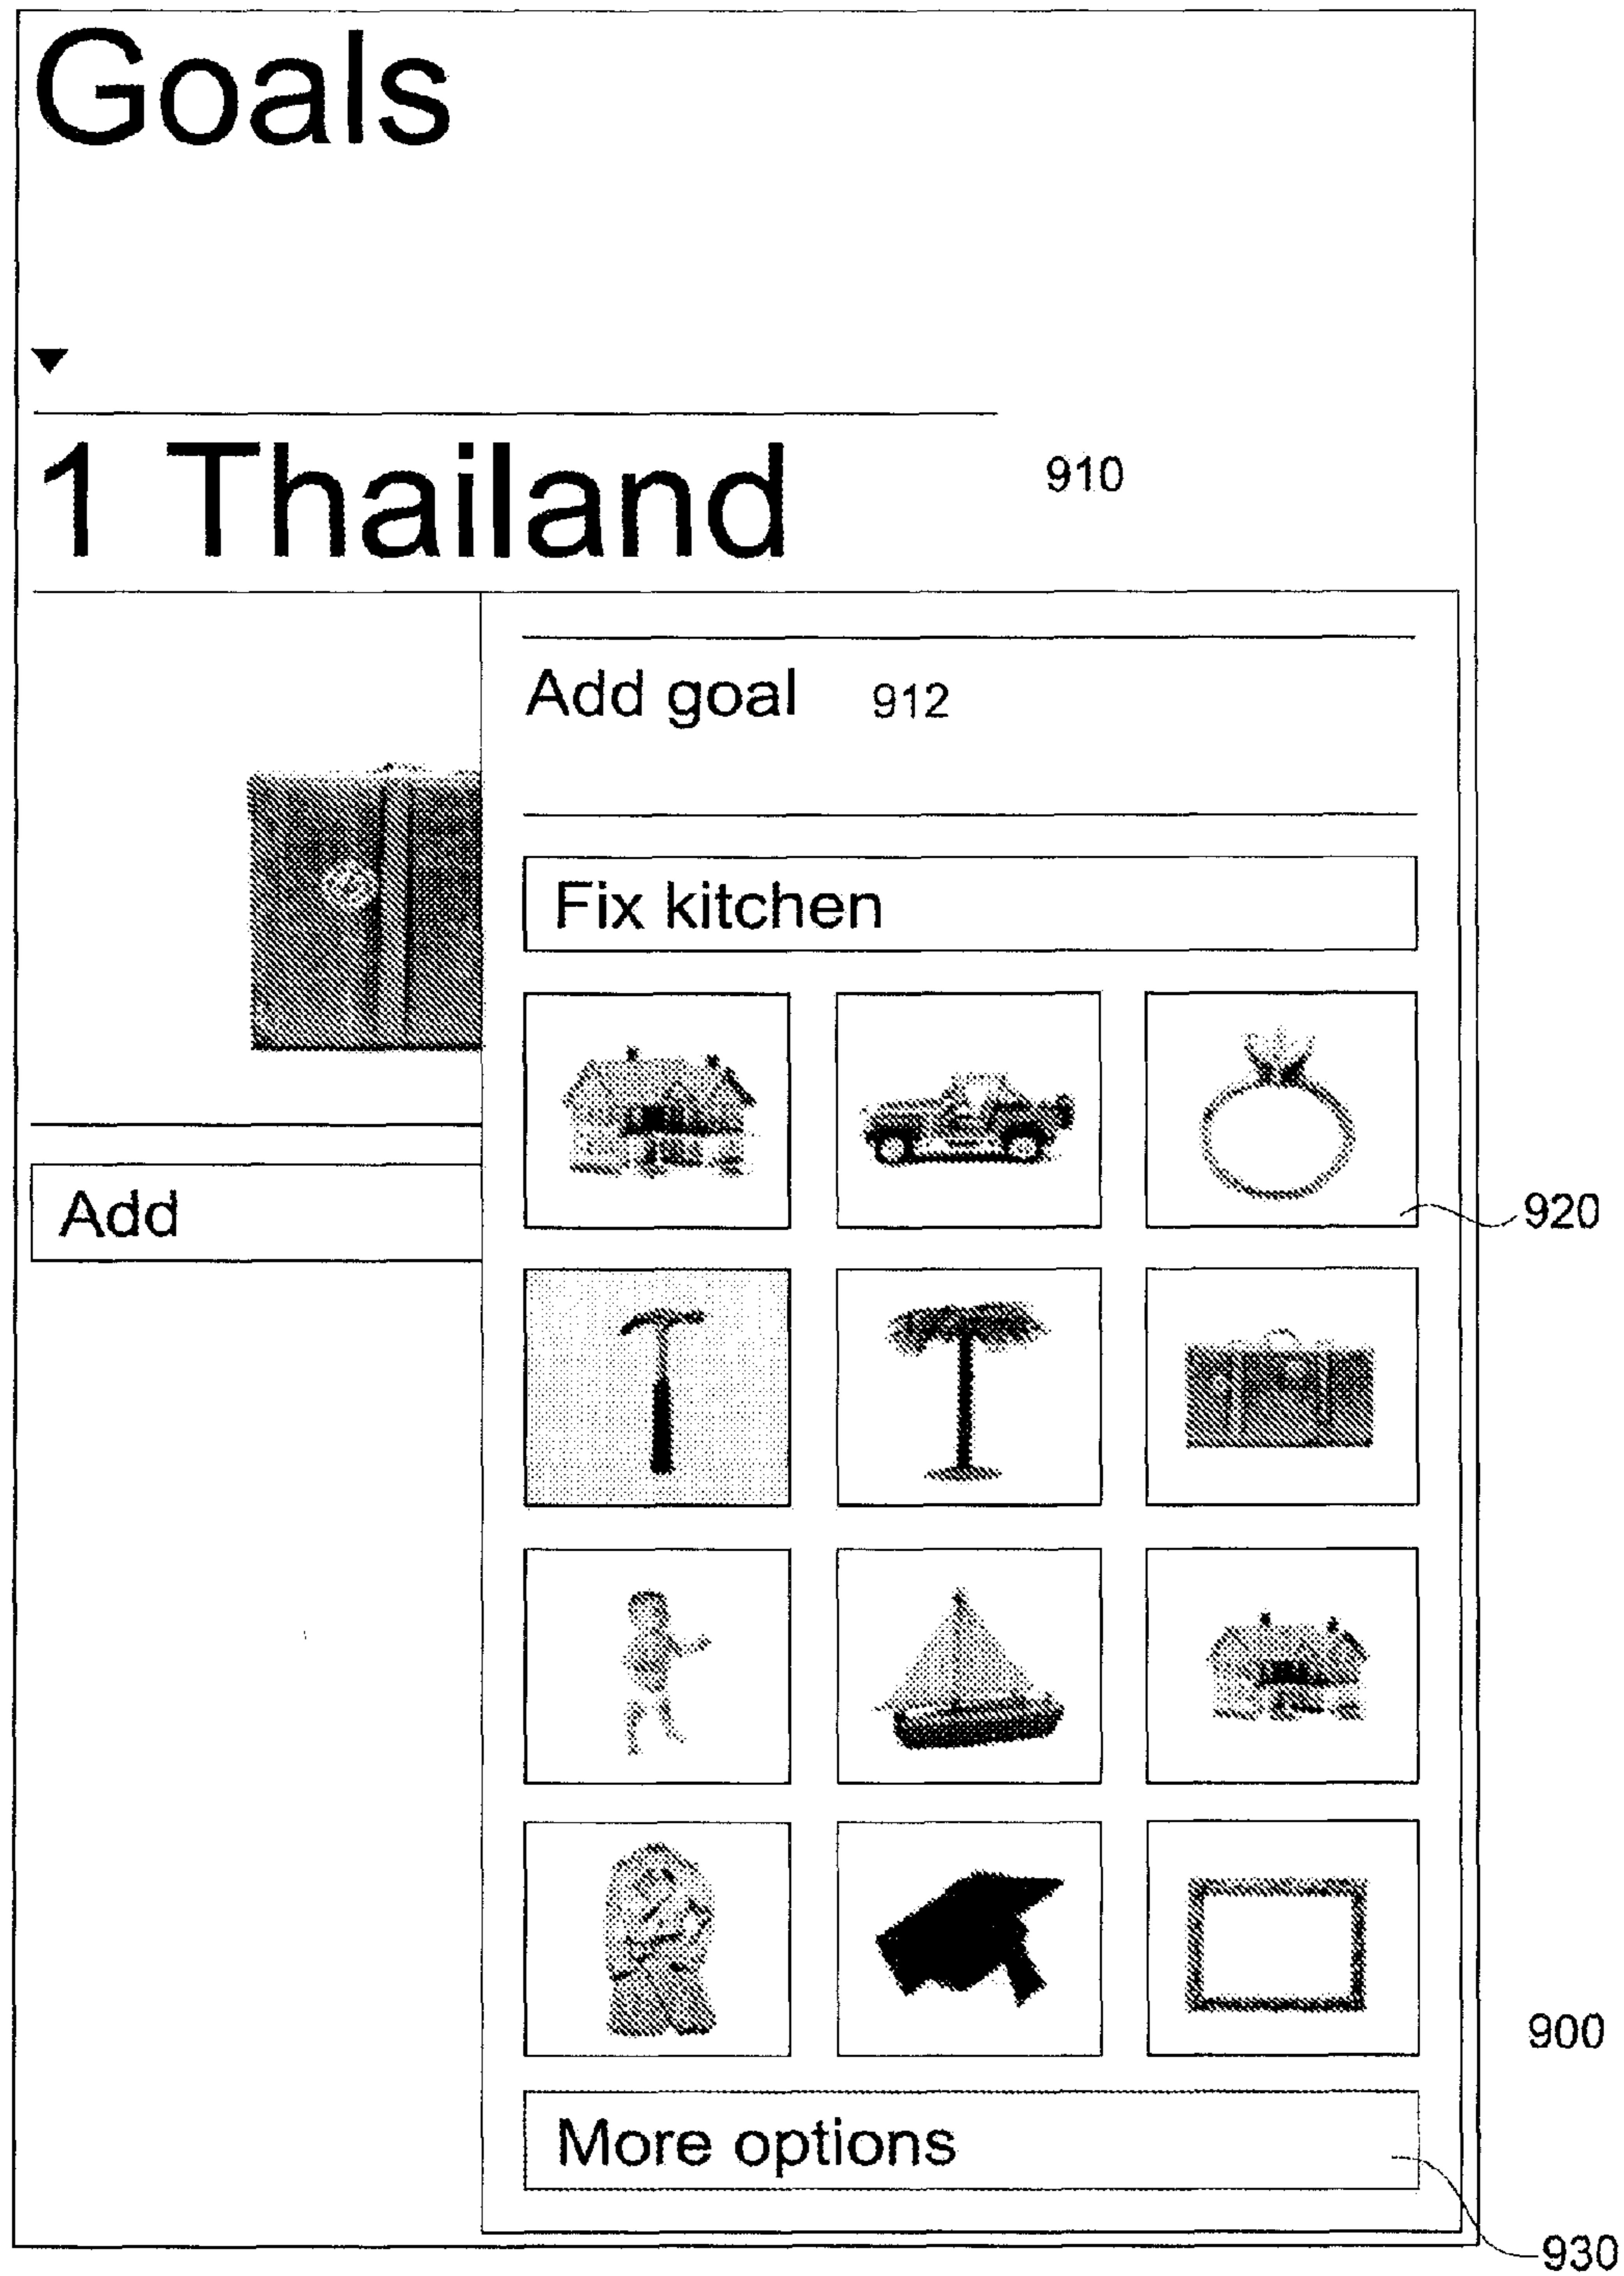 Goals
1 Thailand
910
Add goal 912
Fix kitchen
920
Add
900
More options
930